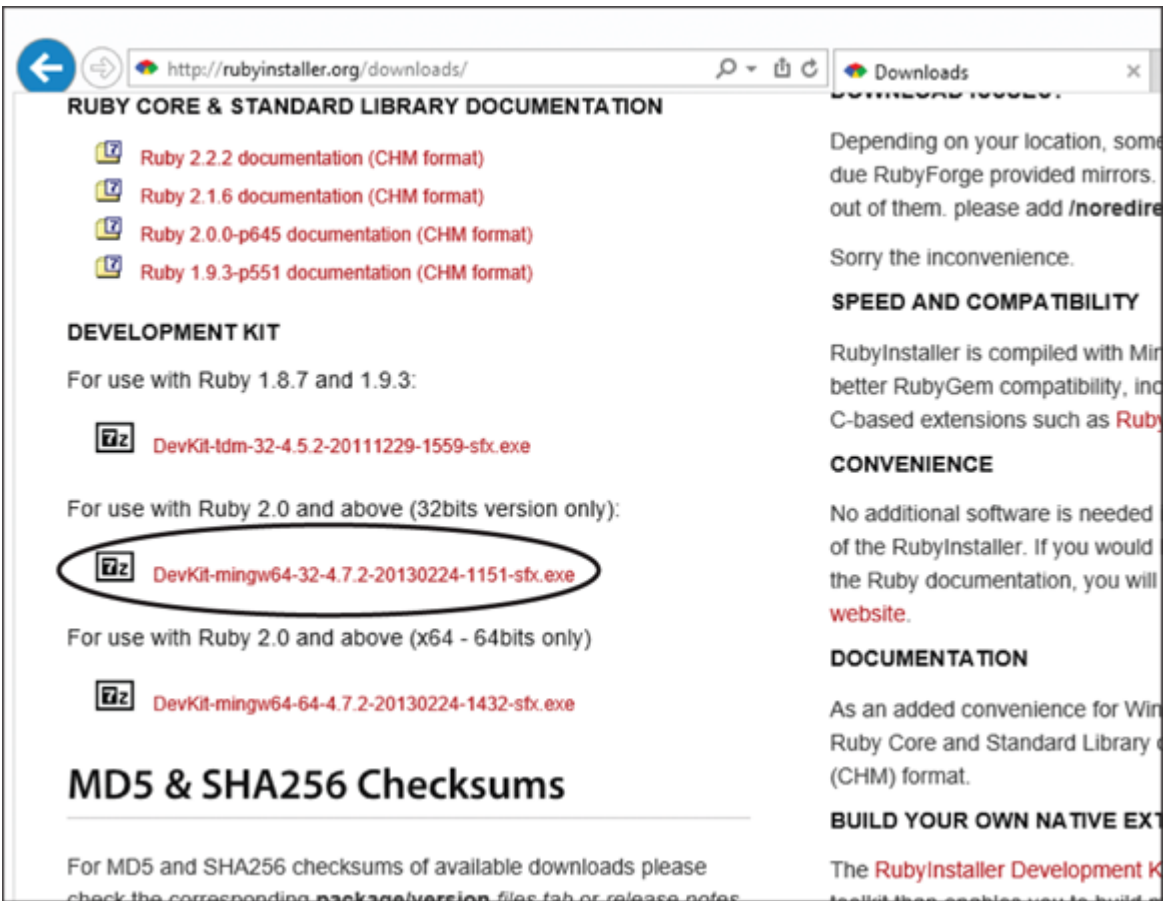 http://rubyinstaller.org/downloads/
Downloads
RUBY CORE & STANDARD LIBRARY DOCUMENTATION
Ruby 2.2.2 documentation (CHM format)
Ruby 2.1.6 documentation (CHM format)
Ruby 2.0.0-p645 documentation (CHM format)
Ruby 1.9.3-p551 documentation (CHM format)
DEVELOPMENT KIT
For use with Ruby 1.8.7 and 1.9.3:
DevKit-tdm-32-4.5.2-20111229-1559-sfx.exe
For use with Ruby 2.0 and above (32bits version only):
DevKit-mingw64-32-4.7.2-20130224-1151-sfx.exe
For use with Ruby 2.0 and above (x64 - 64bits only)
DevKit-mingw64-64-4.7.2-20130224-1432-sfx.exe
MD5 & SHA256 Checksums
For MD5 and SHA256 checksums of available downloads please
check the corresponding package/version files tab or release notes
Depending on your location, some
due RubyForge provided mirrors.
out of them. please add /noredire
Sorry the inconvenience.
SPEED AND COMPATIBILITY
RubyInstaller is compiled with Min
better RubyGem compatibility, inc
C-based extensions such as Ruby
CONVENIENCE
No additional software is needed
of the RubyInstaller. If you would
the Ruby documentation, you will
website.
DOCUMENTATION
As an added convenience for Win
Ruby Core and Standard Library
(CHM) format.
BUILD YOUR OWN NATIVE EXT
The RubyInstaller Development K